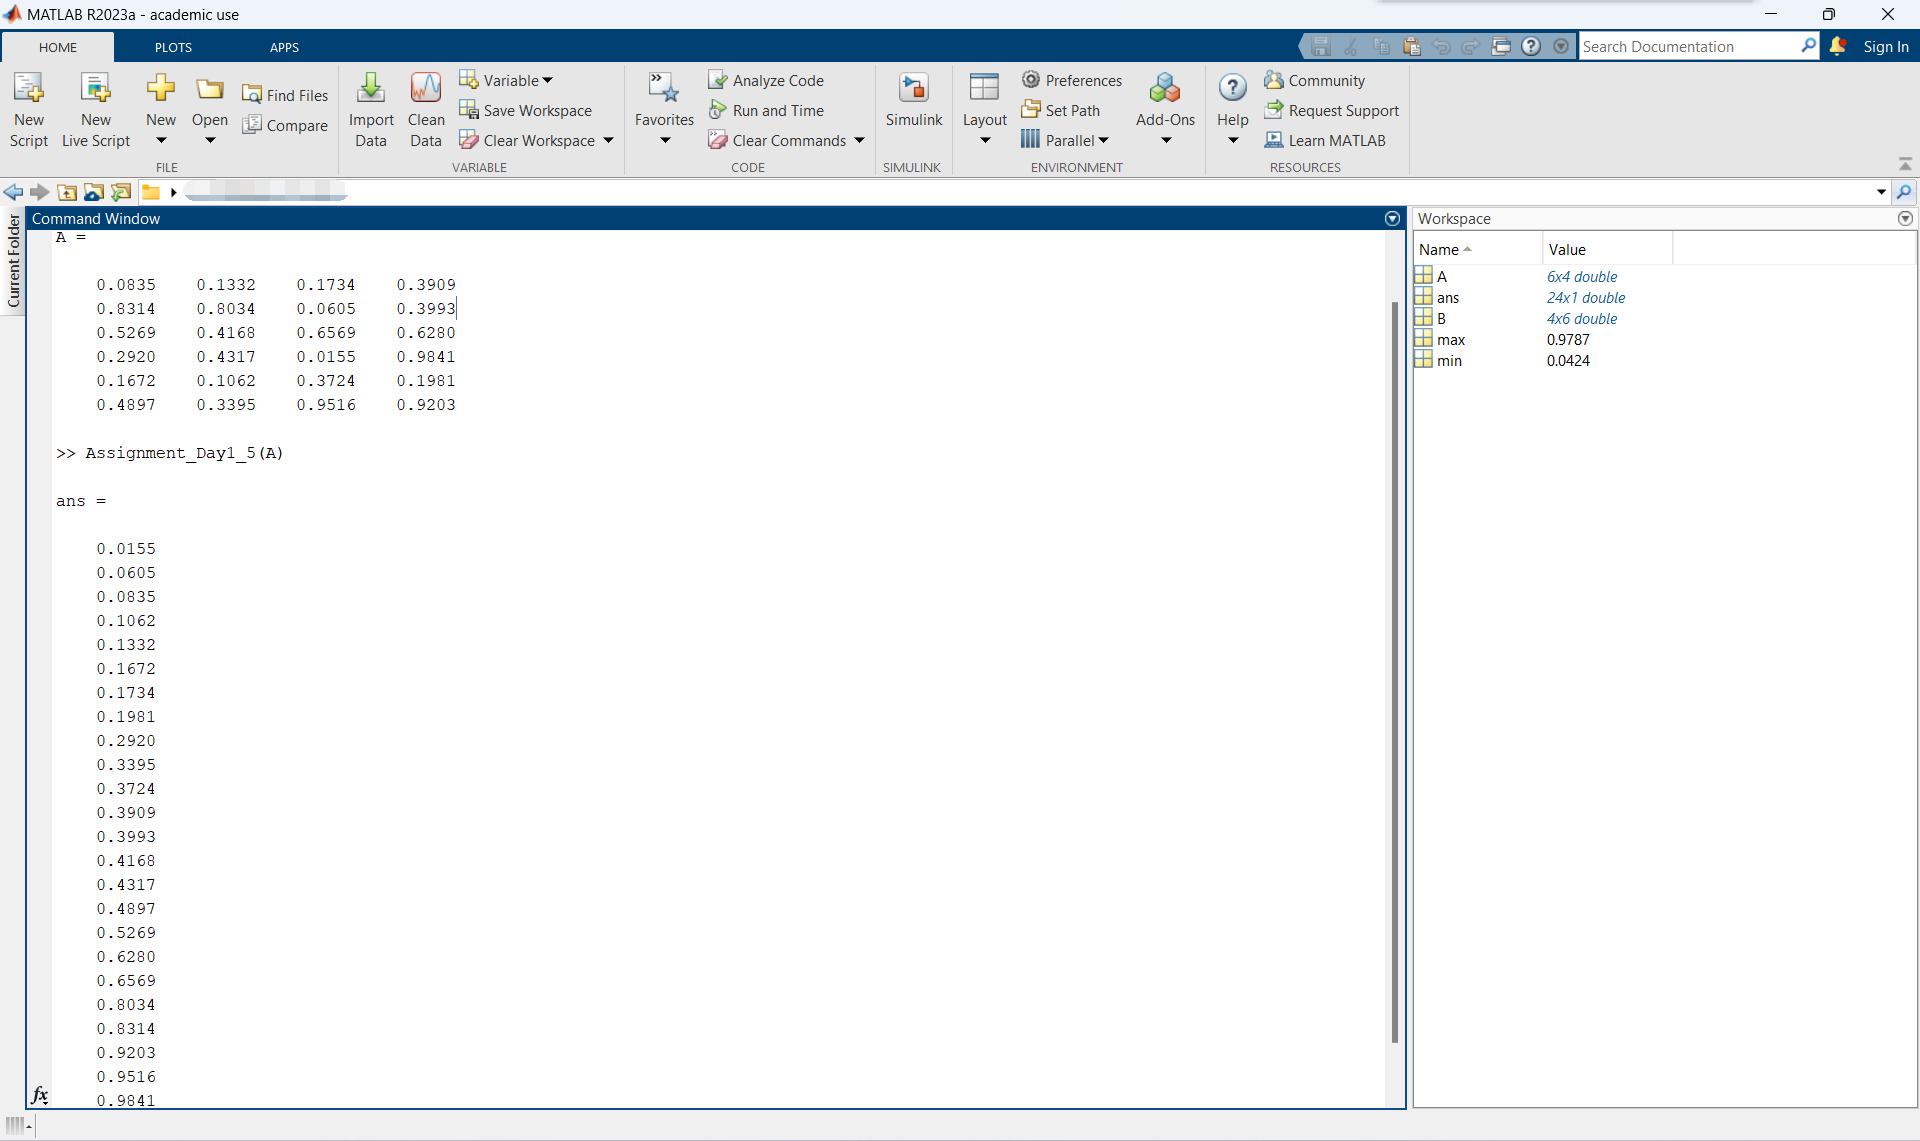 MATLAB R2023a - academic use
HOME PLOTS APPS
Search Documentation
Sign In
New Script
New Live Script
New
Open
Find Files
Compare
FILE
Import Data
Clean Data
Variable
Save Workspace
Clear Workspace
VARIABLE
Favorites
Analyze Code
Run and Time
Clear Commands
CODE
Simulink
SIMULINK
Layout
Preferences
Set Path
Parallel
Add-Ons
ENVIRONMENT
Help
Community
Request Support
Learn MATLAB
RESOURCES
Current Folder
Command Window
A =
0.0835 0.1332 0.1734 0.3909
0.8314 0.8034 0.0605 0.3993
0.5269 0.4168 0.6569 0.6280
0.2920 0.4317 0.0155 0.9841
0.1672 0.1062 0.3724 0.1981
0.4897 0.3395 0.9516 0.9203
>> Assignment_Day1_5(A)
ans =
0.0155
0.0605
0.0835
0.1062
0.1332
0.1672
0.1734
0.1981
0.2920
0.3395
0.3724
0.3909
0.3993
0.4168
0.4317
0.4897
0.5269
0.6280
0.6569
0.8034
0.8314
0.9203
0.9516
0.9841
fx
Workspace
Name Value
A 6x4 double
ans 24x1 double
B 4x6 double
max 0.9787
min 0.0424